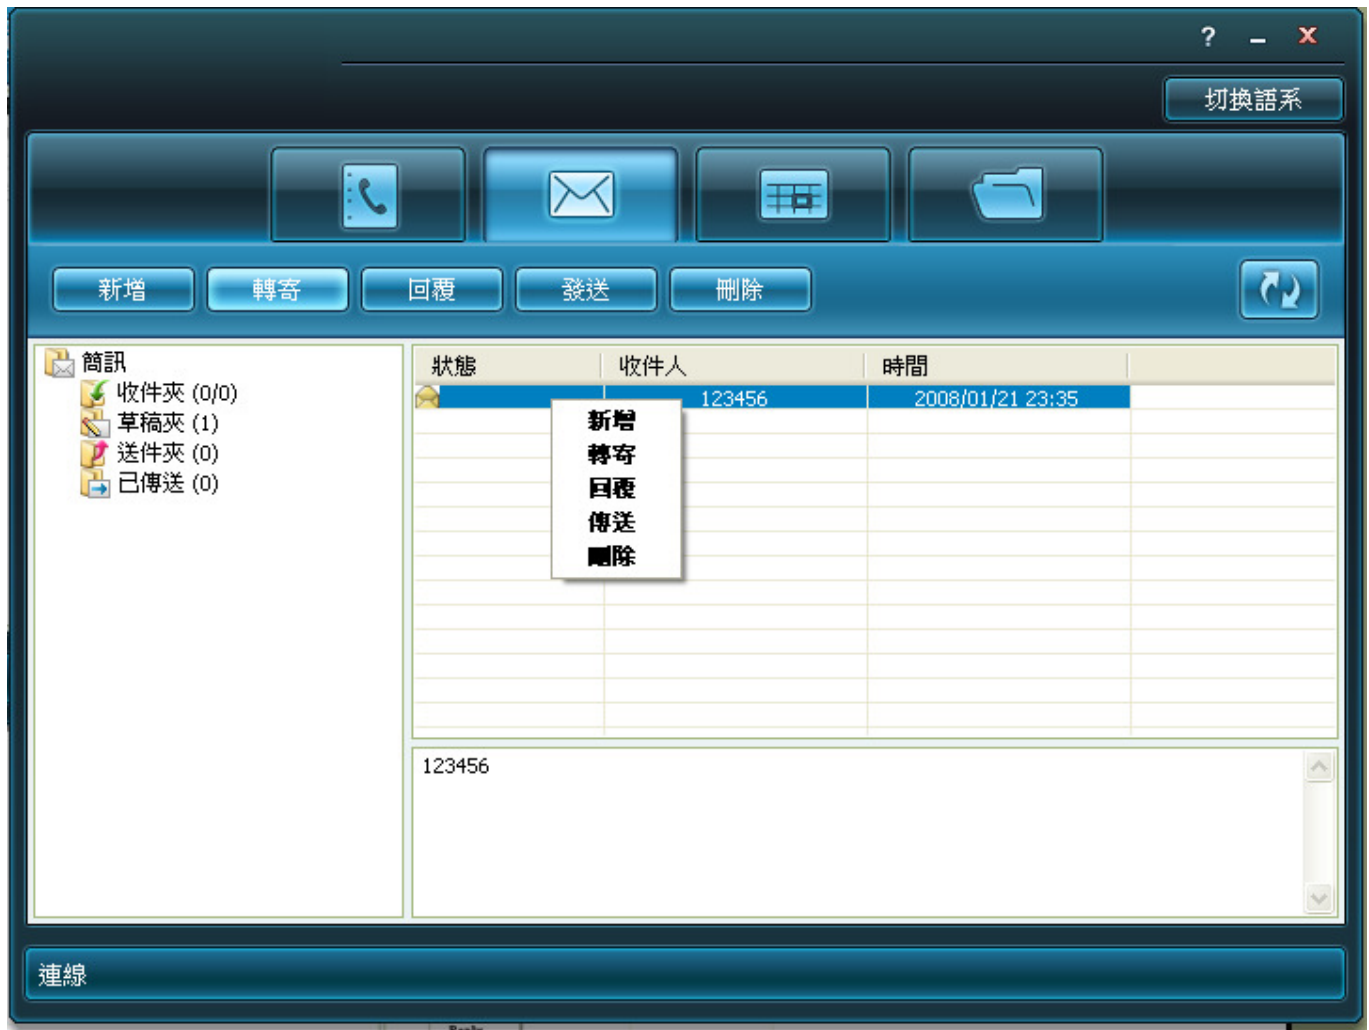 ?
切換語系
新增 轉寄 回覆 發送 刪除
簡訊
收件夾 (0/0)
草稿夾 (1)
送件夾 (0)
已傳送 (0)
狀態 收件人 時間
123456 2008/01/21 23:35
新增
轉寄
回覆
傳送
刪除
123456
連線